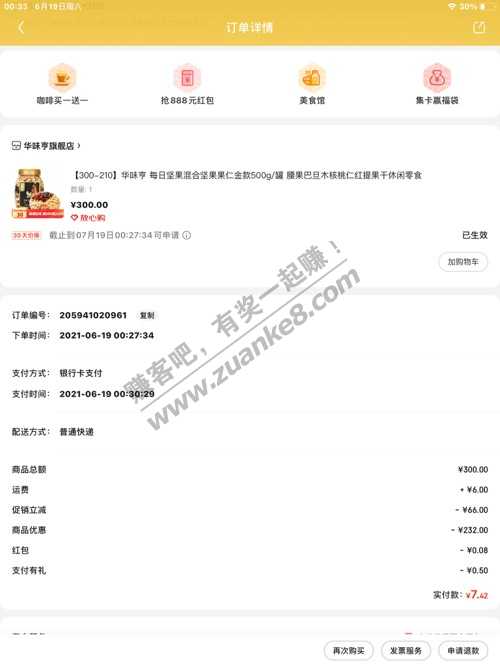 00:33 6月19日周六
30%
订单详情
咖啡买一送一
抢888元红包
美食馆
集卡赢福袋
华味亨旗舰店 >
【300-210】华味亨 每日坚果混合坚果果仁金款500g/罐 腰果巴旦木核桃仁红提果干休闲零食
数量: 1
¥300.00
放心购
30天价保 截止到07月19日00:27:34可申请
已生效
加购物车
赚客吧，有奖一起赚！
www.zuanke8.com
订单编号: 205941020961 复制
下单时间: 2021-06-19 00:27:34
支付方式: 银行卡支付
支付时间: 2021-06-19 00:30:29
配送方式: 普通快递
商品总额 ¥300.00
运费 + ¥6.00
促销立减 - ¥66.00
商品优惠 - ¥232.00
红包 - ¥0.08
支付有礼 - ¥0.50
实付款: ¥7.42
再次购买
发票服务
申请退款